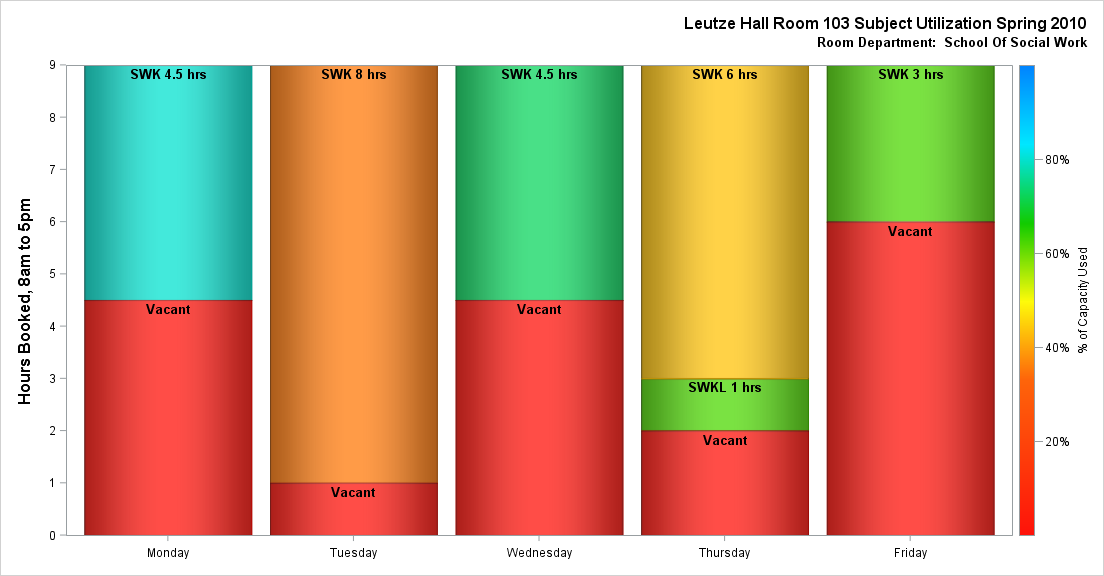 Leutze Hall Room 103 Subject Utilization Spring 2010
Room Department:  School Of Social Work
Hours Booked, 8am to 5pm
9
8
7
6
5
4
3
2
1
0
SWK 4.5 hrs
Vacant
SWK 8 hrs
Vacant
SWK 4.5 hrs
Vacant
SWK 6 hrs
SWKL 1 hrs
Vacant
SWK 3 hrs
Vacant
Monday
Tuesday
Wednesday
Thursday
Friday
80%
60%
40%
20%
% of Capacity Used